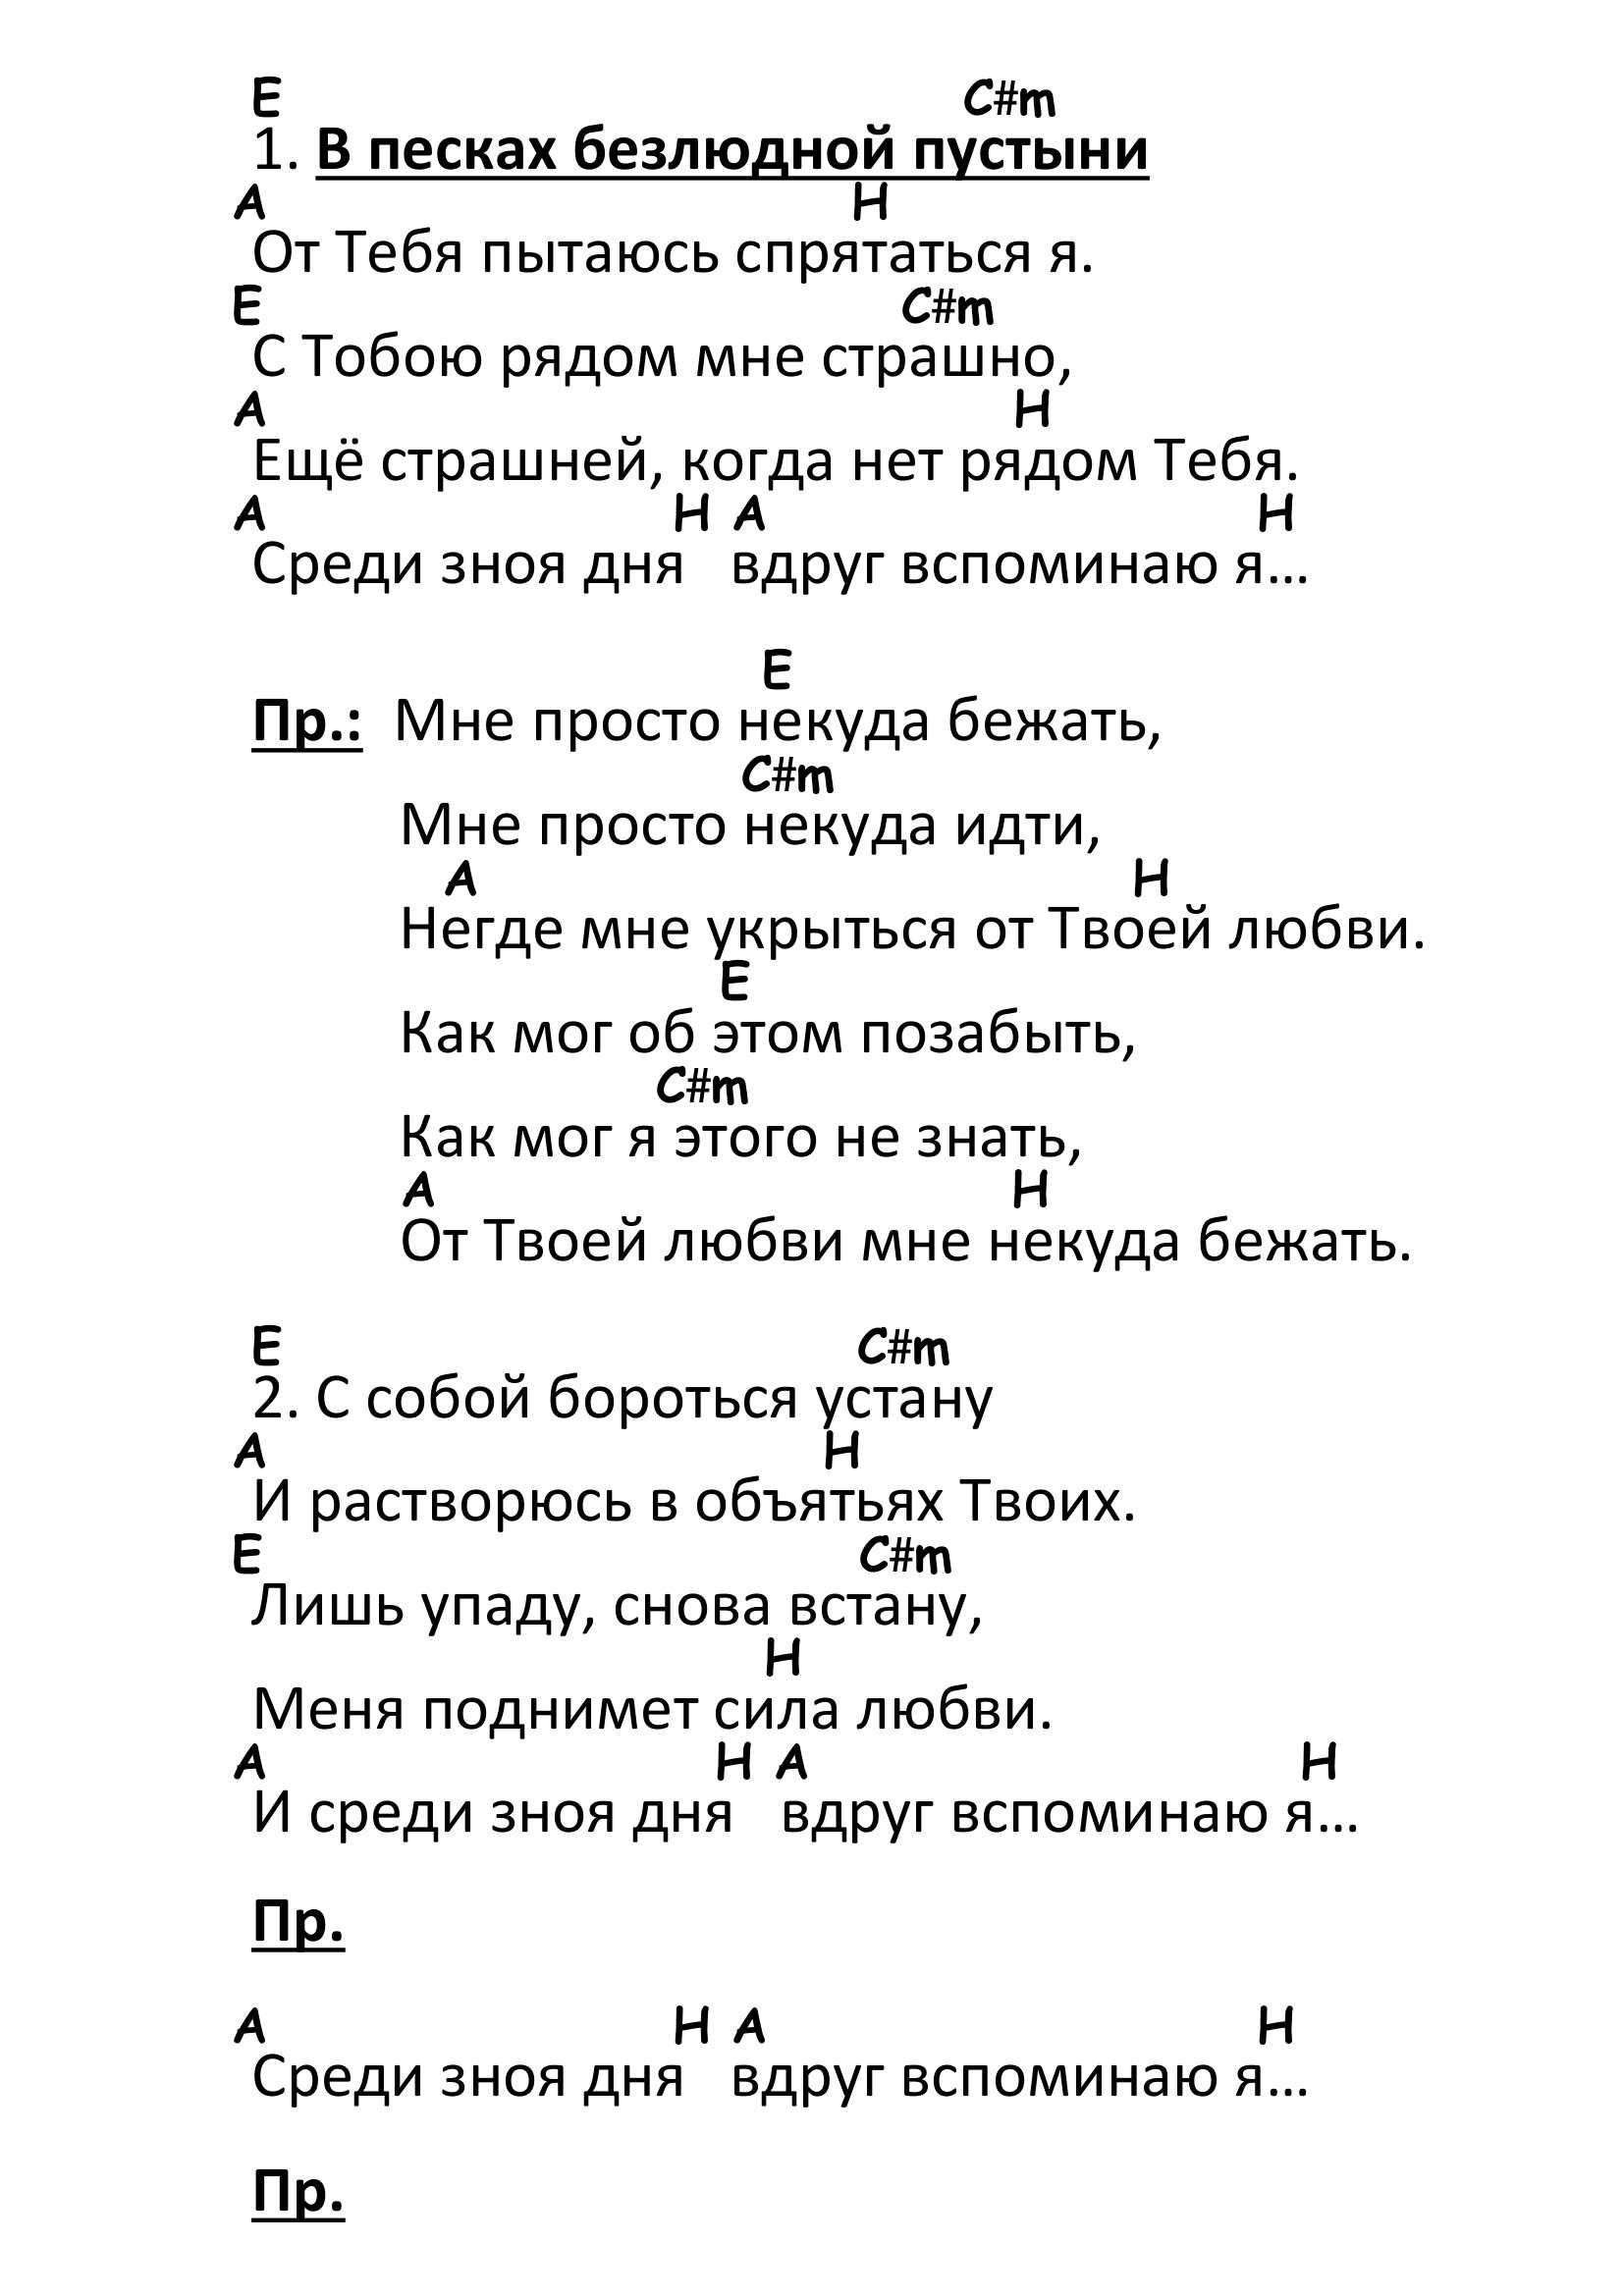 E C#m
1. В песках безлюдной пустыни
A H
От Тебя пытаюсь спрятаться я.
E C#m
С Тобою рядом мне страшно,
A H
Ещё страшней, когда нет рядом Тебя.
A H A H
Среди зноя дня вдруг вспоминаю я...
E
Пр.: Мне просто некуда бежать,
C#m
Мне просто некуда идти,
A H
Негде мне укрыться от Твоей любви.
E
Как мог об этом позабыть,
C#m
Как мог я этого не знать,
A H
От Твоей любви мне некуда бежать.
E C#m
2. С собой бороться устану
A H
И растворюсь в объятьях Твоих.
E C#m
Лишь упаду, снова встану,
H
Меня поднимет сила любви.
A H A H
И среди зноя дня вдруг вспоминаю я...
Пр.
A H A H
Среди зноя дня вдруг вспоминаю я...
Пр.